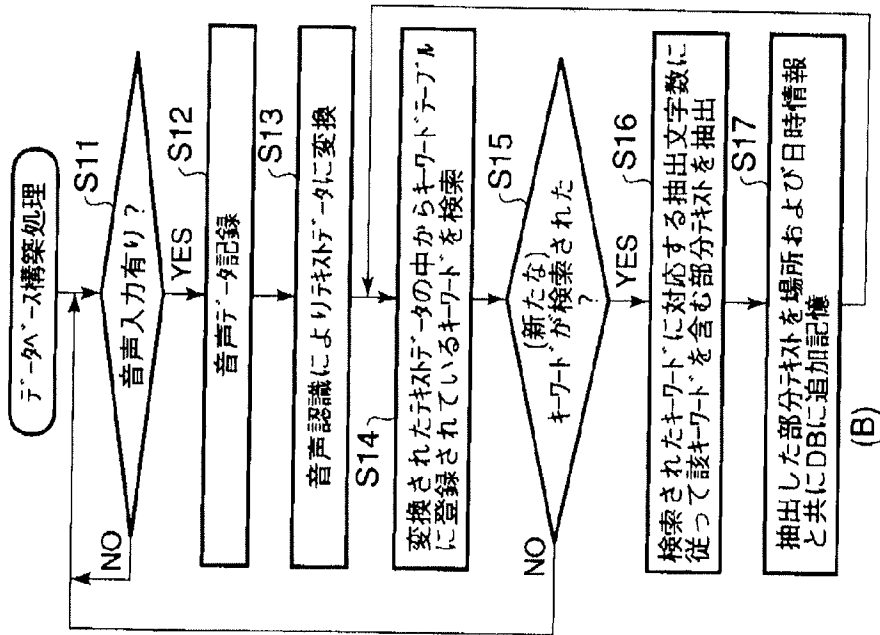 データベース構築処理
S11
音声入力有り?
NO
YES
S12
音声データ記録
S13
音声認識によりテキストデータに変換
S14
変換されたテキストデータの中からキーワードテーブル
に登録されているキーワードを検索
S15
(新たな)
キーワードが検索された
?
NO
YES
S16
検索されたキーワードに対応する抽出文字数に
従って該キーワードを含む部分テキストを抽出
S17
抽出した部分テキストを場所および日時情報
と共にDBに追加記憶
(B)